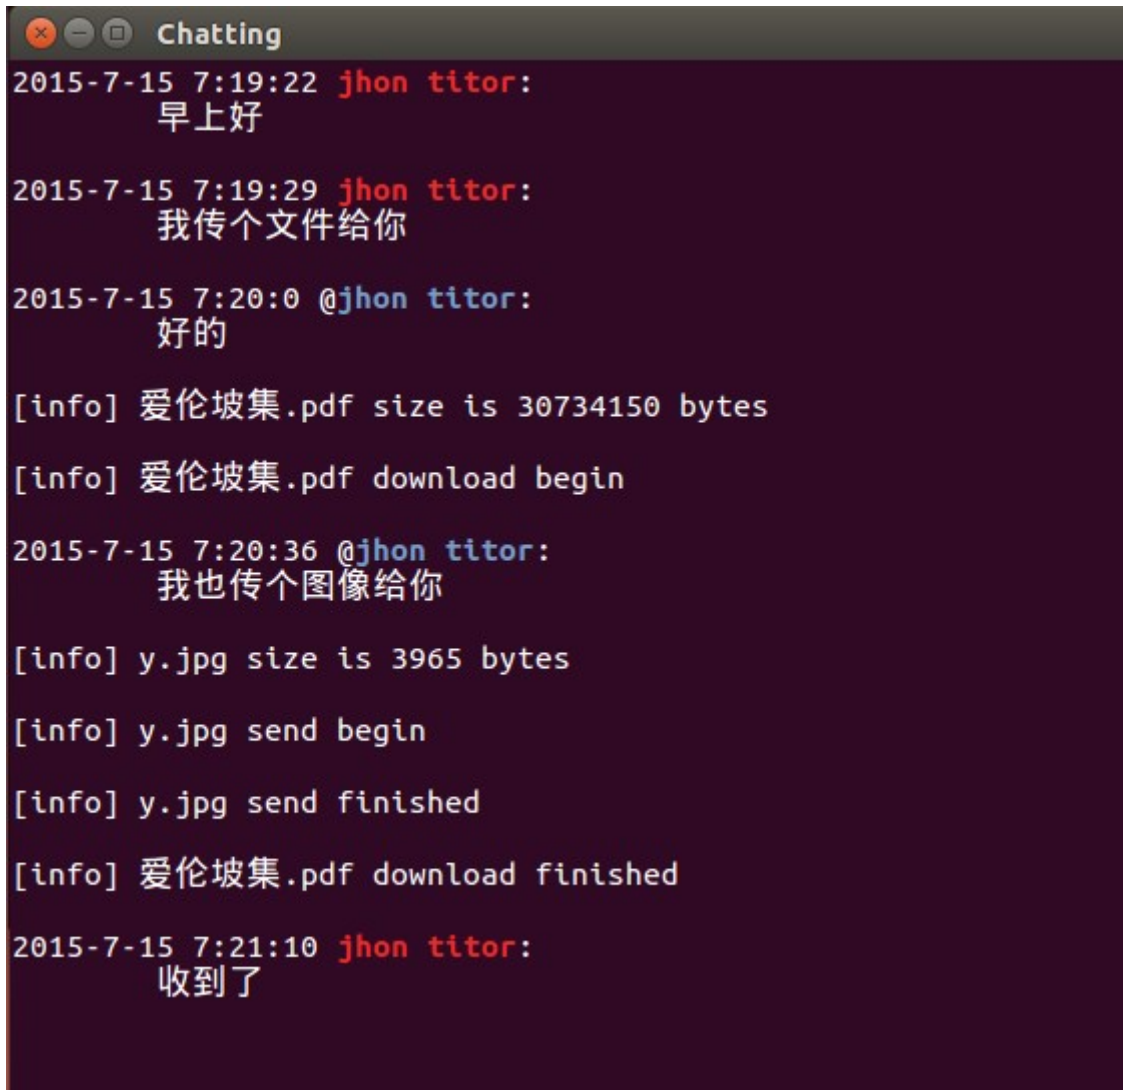 Chatting
2015-7-15 7:19:22 jhon titor:
早上好
2015-7-15 7:19:29 jhon titor:
我传个文件给你
2015-7-15 7:20:0 @jhon titor:
好的
[info] 爱伦坡集.pdf size is 30734150 bytes
[info] 爱伦坡集.pdf download begin
2015-7-15 7:20:36 @jhon titor:
我也传个图像给你
[info] y.jpg size is 3965 bytes
[info] y.jpg send begin
[info] y.jpg send finished
[info] 爱伦坡集.pdf download finished
2015-7-15 7:21:10 jhon titor:
收到了